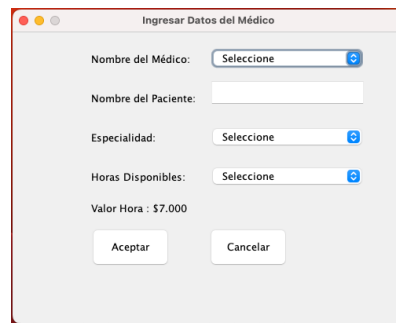 Ingresar Datos del Médico
Nombre del Médico: Seleccione
Nombre del Paciente:
Especialidad: Seleccione
Horas Disponibles: Seleccione
Valor Hora : $7.000
Aceptar Cancelar